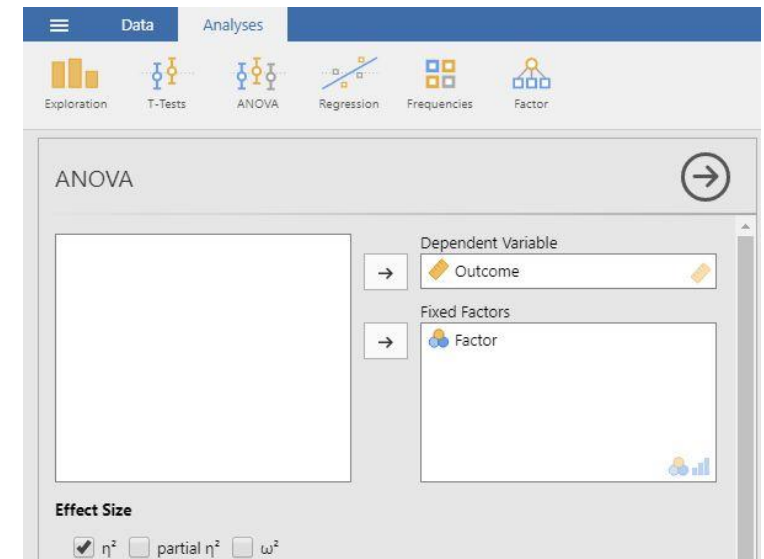 Data Analyses
Exploration T-Tests ANOVA Regression Frequencies Factor
ANOVA
Dependent Variable
Outcome
Fixed Factors
Factor
Effect Size
η² partial η² ω²